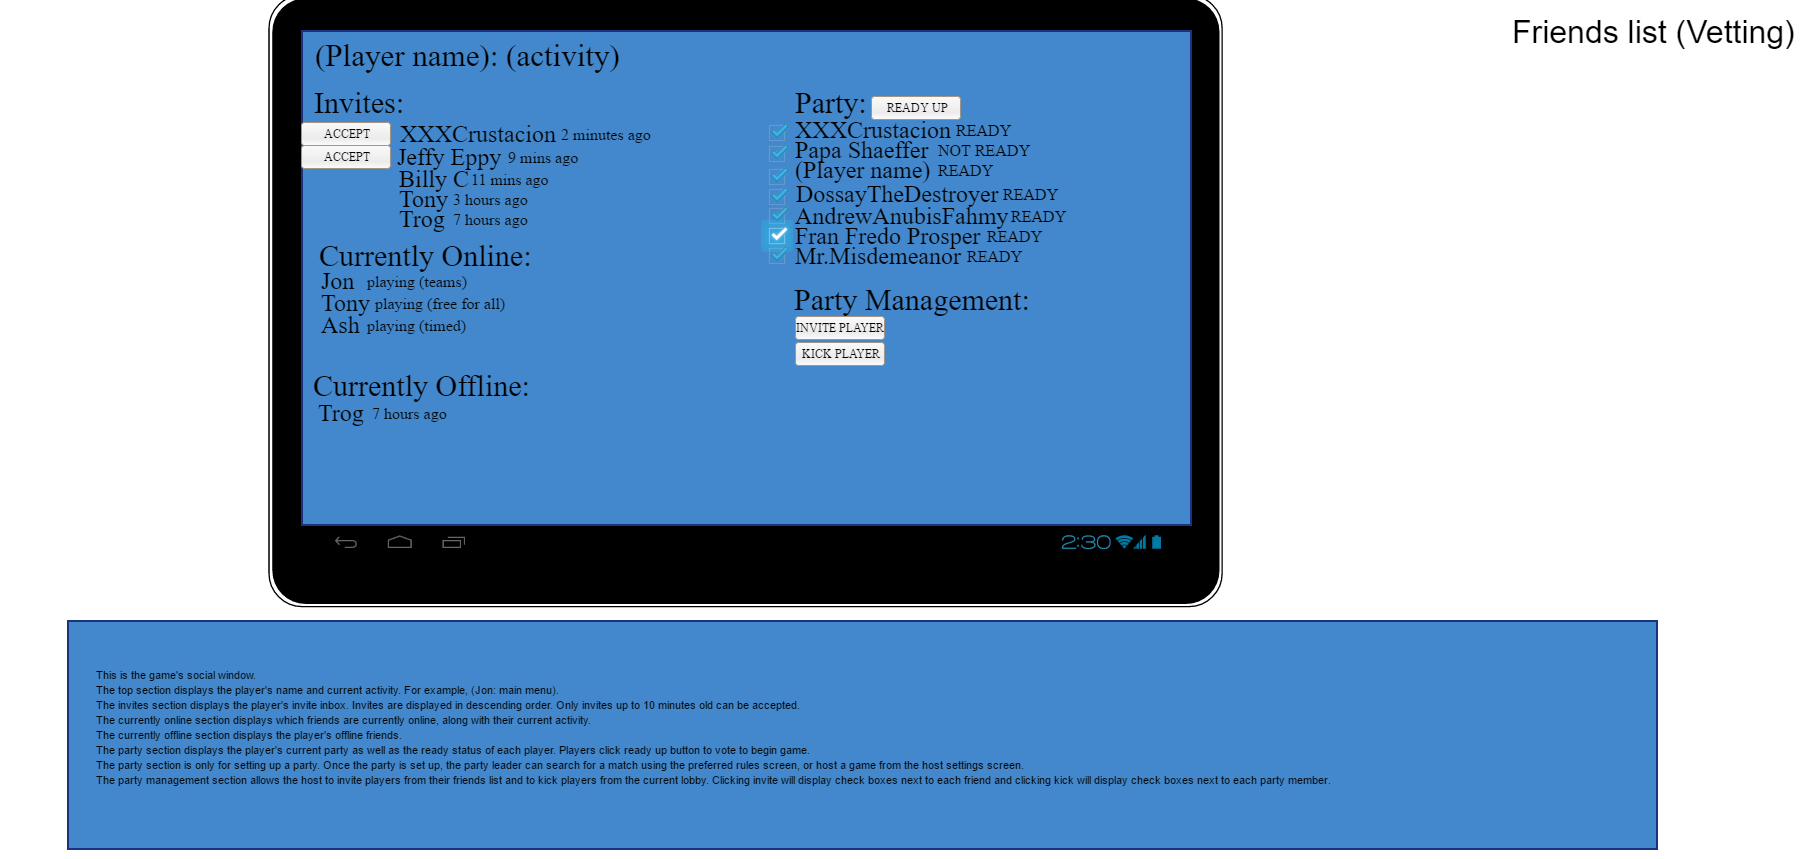 Friends list (Vetting)
(Player name): (activity)
Invites:
ACCEPT XXXCrustacion 2 minutes ago
ACCEPT Jeffy Eppy 9 mins ago
Billy C 11 mins ago
Tony 3 hours ago
Trog 7 hours ago
Currently Online:
Jon playing (teams)
Tony playing (free for all)
Ash playing (timed)
Currently Offline:
Trog 7 hours ago
Party: READY UP
XXXCrustacion READY
Papa Shaeffer NOT READY
(Player name) READY
DossayTheDestroyer READY
AndrewAnubisFahmy READY
Fran Fredo Prosper READY
Mr.Misdemeanor READY
Party Management:
INVITE PLAYER
KICK PLAYER
2:30
This is the game's social window.
The top section displays the player's name and current activity. For example, (Jon: main menu).
The invites section displays the player's invite inbox. Invites are displayed in descending order. Only invites up to 10 minutes old can be accepted.
The currently online section displays which friends are currently online, along with their current activity.
The currently offline section displays the player's offline friends.
The party section displays the player's current party as well as the ready status of each player. Players click ready up button to vote to begin game.
The party section is only for setting up a party. Once the party is set up, the party leader can search for a match using the preferred rules screen, or host a game from the host settings screen.
The party management section allows the host to invite players from their friends list and to kick players from the current lobby. Clicking invite will display check boxes next to each friend and clicking kick will display check boxes next to each party member.